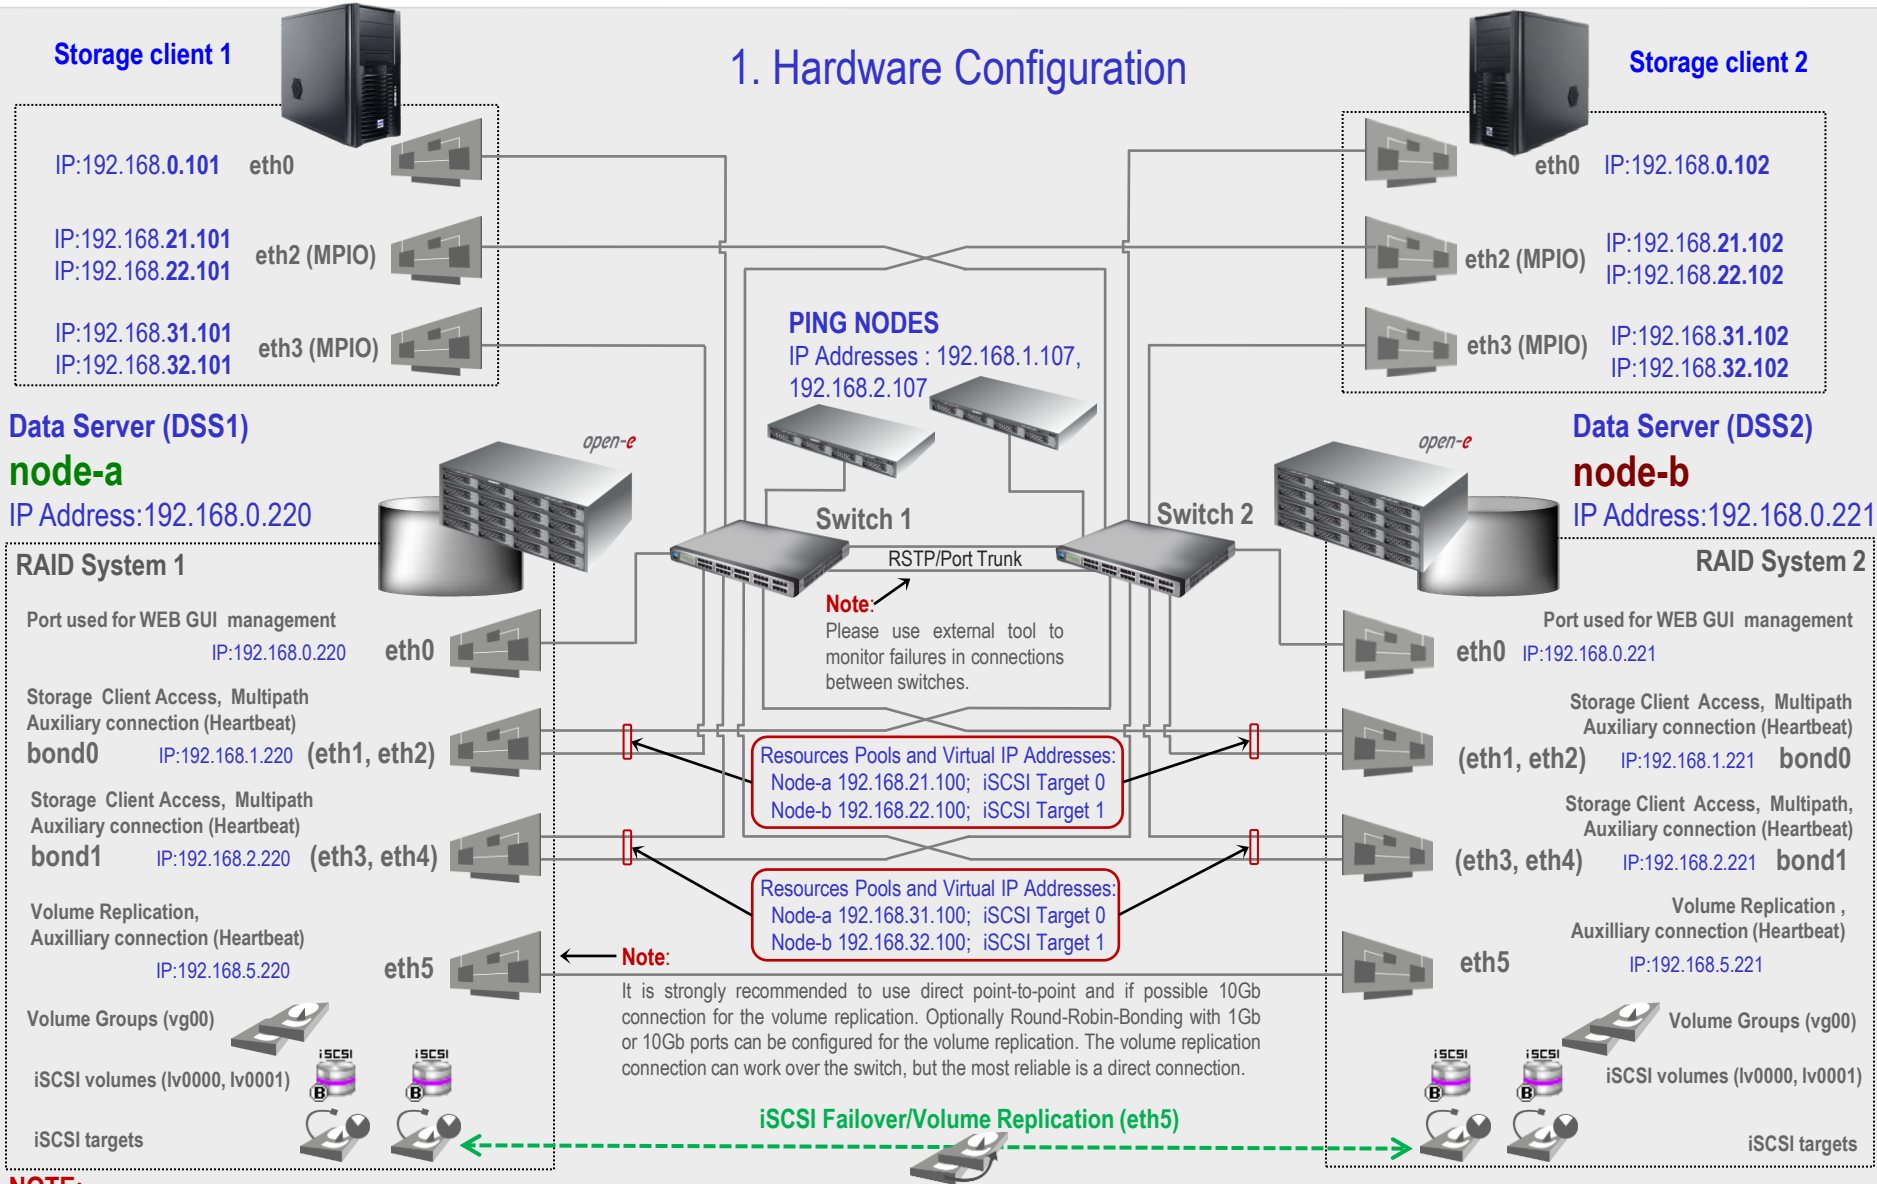 1. Hardware Configuration
Storage client 1
IP:192.168.0.101 eth0
IP:192.168.21.101
IP:192.168.22.101
eth2 (MPIO)
IP:192.168.31.101
IP:192.168.32.101
eth3 (MPIO)
Storage client 2
eth0 IP:192.168.0.102
eth2 (MPIO)
IP:192.168.21.102
IP:192.168.22.102
eth3 (MPIO)
IP:192.168.31.102
IP:192.168.32.102
PING NODES
IP Addresses : 192.168.1.107,
192.168.2.107
Data Server (DSS1)
node-a
IP Address:192.168.0.220
open-e
Data Server (DSS2)
node-b
IP Address:192.168.0.221
open-e
Switch 1
Switch 2
RSTP/Port Trunk
Note:
Please use external tool to
monitor failures in connections
between switches.
RAID System 1
Port used for WEB GUI management
IP:192.168.0.220 eth0
Storage Client Access, Multipath
Auxiliary connection (Heartbeat)
bond0 IP:192.168.1.220 (eth1, eth2)
Storage Client Access, Multipath
Auxiliary connection (Heartbeat)
bond1 IP:192.168.2.220 (eth3, eth4)
Volume Replication,
Auxilliary connection (Heartbeat)
IP:192.168.5.220 eth5
Volume Groups (vg00)
iSCSI volumes (lv0000, lv0001)
iSCSI iSCSI
B B
iSCSI targets
Resources Pools and Virtual IP Addresses:
Node-a 192.168.21.100; iSCSI Target 0
Node-b 192.168.22.100; iSCSI Target 1
Resources Pools and Virtual IP Addresses:
Node-a 192.168.31.100; iSCSI Target 0
Node-b 192.168.32.100; iSCSI Target 1
Note:
It is strongly recommended to use direct point-to-point and if possible 10Gb
connection for the volume replication. Optionally Round-Robin-Bonding with 1Gb
or 10Gb ports can be configured for the volume replication. The volume replication
connection can work over the switch, but the most reliable is a direct connection.
iSCSI Failover/Volume Replication (eth5)
RAID System 2
Port used for WEB GUI management
eth0 IP:192.168.0.221
Storage Client Access, Multipath
Auxiliary connection (Heartbeat)
(eth1, eth2) IP:192.168.1.221 bond0
Storage Client Access, Multipath,
Auxiliary connection (Heartbeat)
(eth3, eth4) IP:192.168.2.221 bond1
Volume Replication ,
Auxilliary connection (Heartbeat)
eth5 IP:192.168.5.221
Volume Groups (vg00)
iSCSI iSCSI
B B
iSCSI volumes (lv0000, lv0001)
iSCSI targets
NOTE: